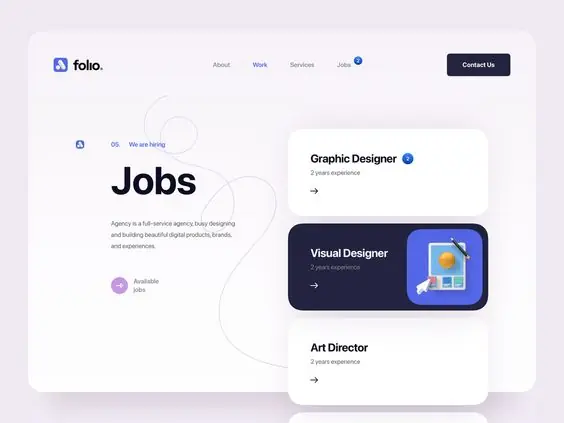 folio.
About
Work
Services
Jobs 2
Contact Us
05. We are hiring
Jobs
Agency is a full-service agency, busy designing
and building beautiful digital products, brands,
and experiences.
Available
jobs
Graphic Designer 2
2 years experience
Visual Designer
2 years experience
Art Director
2 years experience